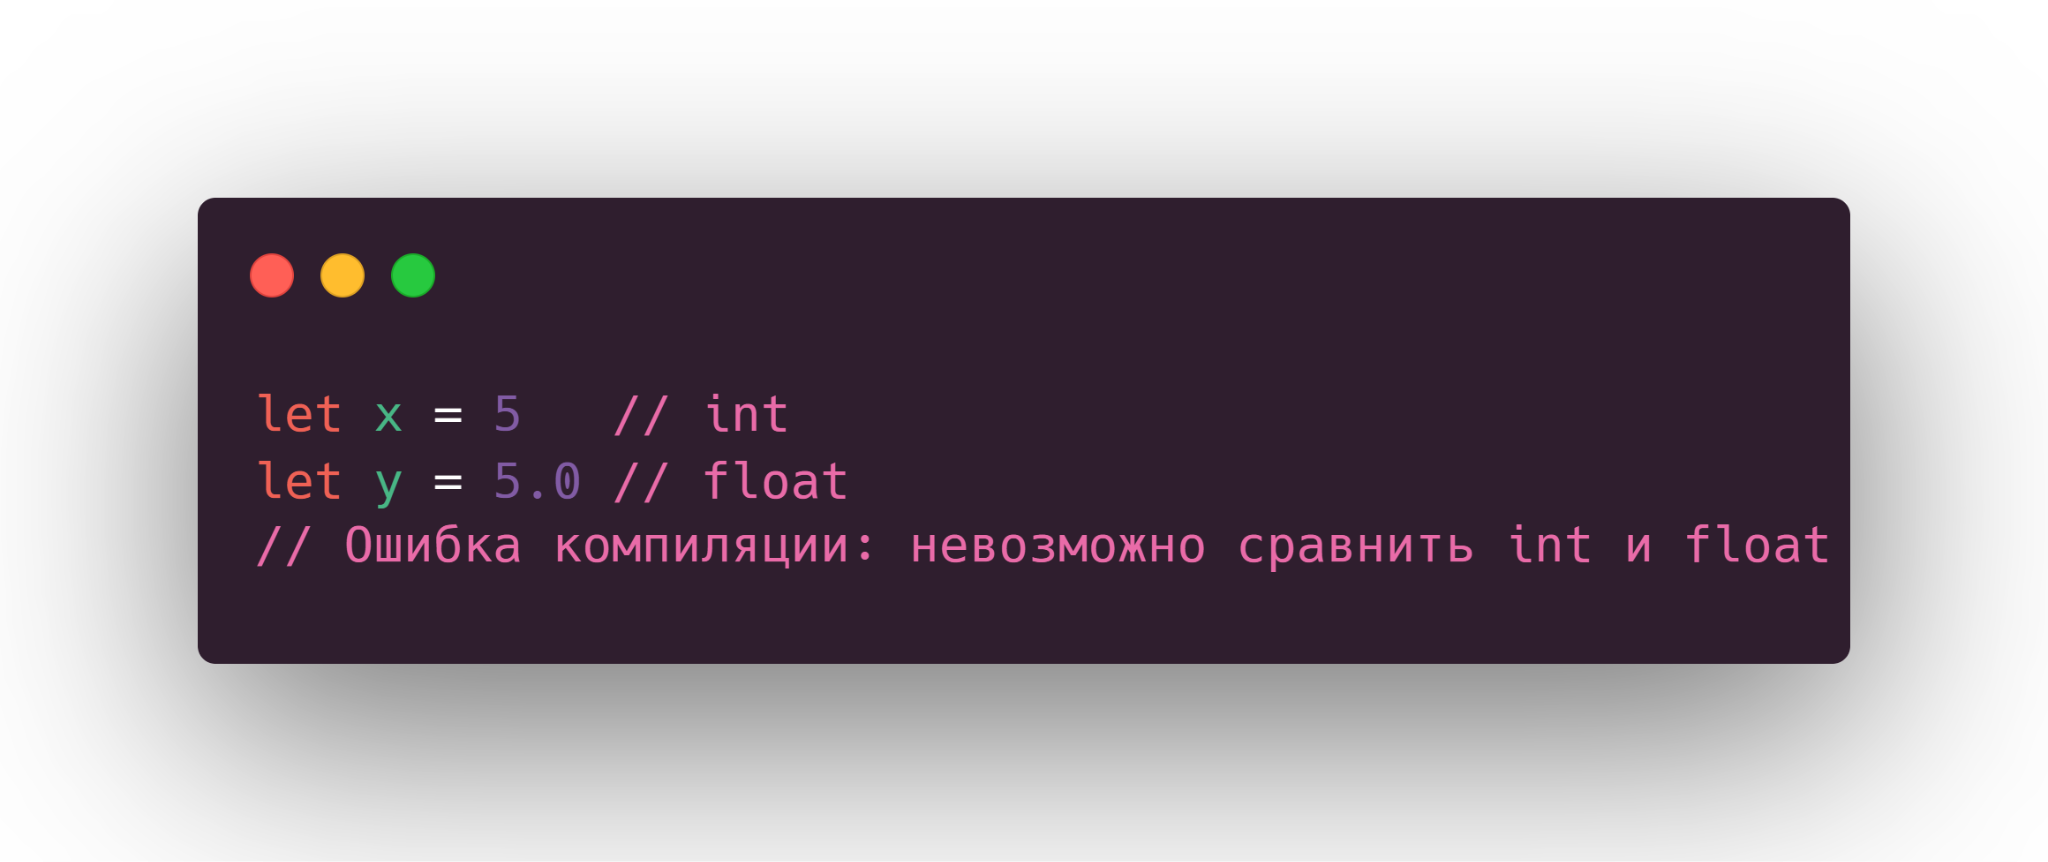 let x = 5   // int
let y = 5.0 // float
// Ошибка компиляции: невозможно сравнить int и float